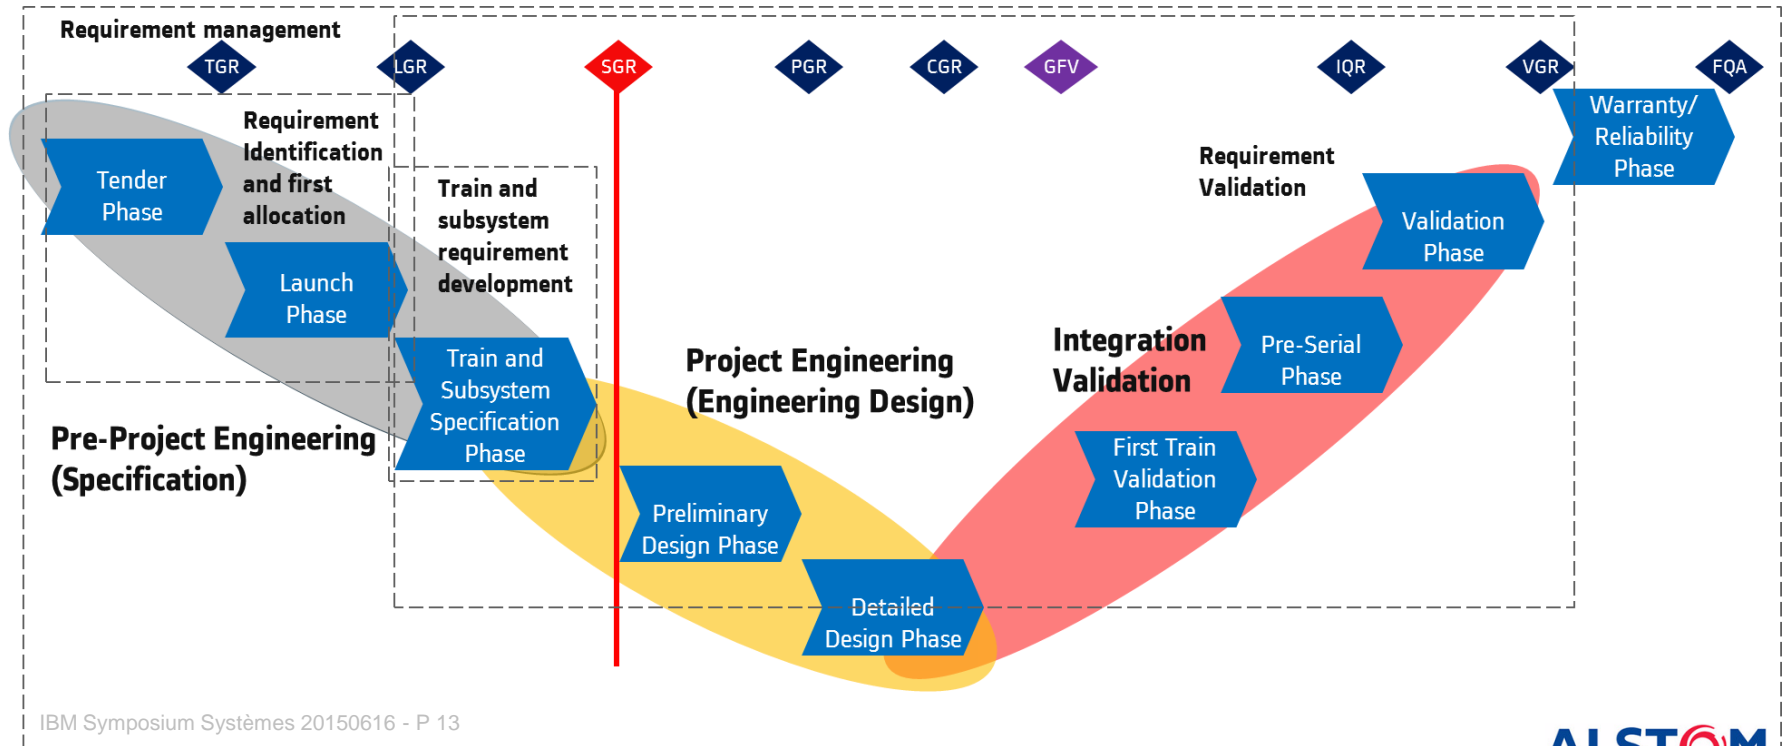 Requirement management
TGR
LGR
SGR
PGR
CGR
GFV
IQR
VGR
FQA
Tender
Phase
Requirement
Identification
and first
allocation
Launch
Phase
Train and
subsystem
requirement
development
Train and
Subsystem
Specification
Phase
Pre-Project Engineering
(Specification)
Project Engineering
(Engineering Design)
Preliminary
Design Phase
Detailed
Design Phase
Integration
Validation
First Train
Validation
Phase
Pre-Serial
Phase
Requirement
Validation
Validation
Phase
Warranty/
Reliability
Phase
IBM Symposium Systèmes 20150616 - P 13
ALSTOM